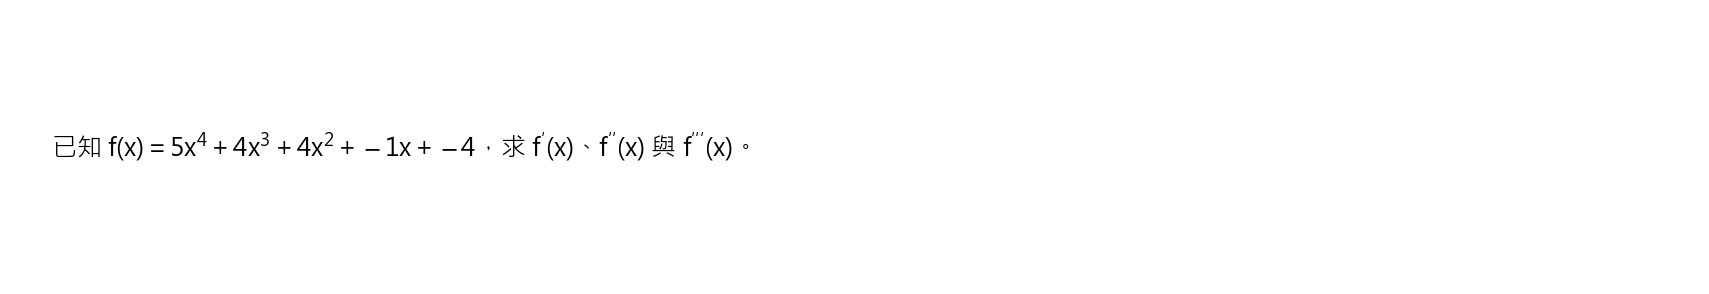 已知 f(x) = 5x⁴ + 4x³ + 4x² + −1x + −4，求 f′(x)、f′′(x) 與 f′′′(x)。